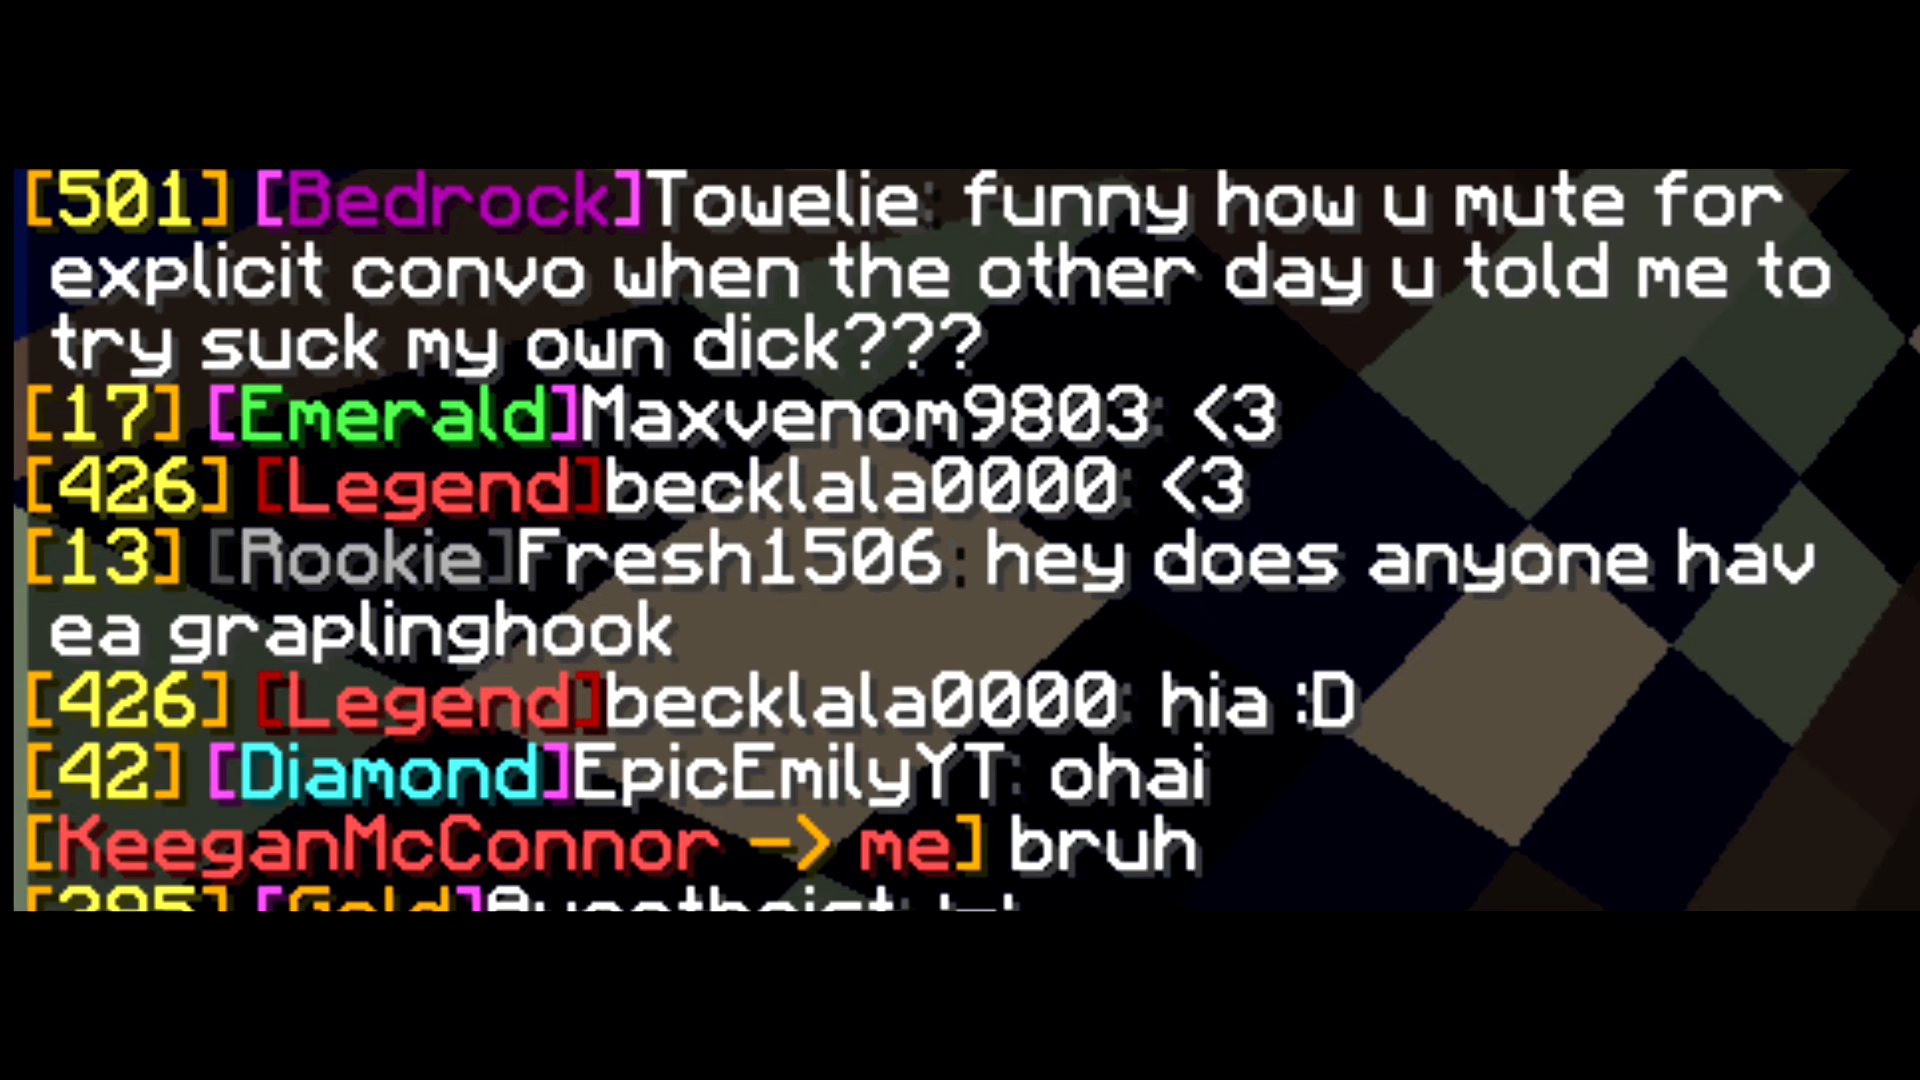 [501] [Bedrock]Towelie: funny how u mute for
explicit convo when the other day u told me to
try suck my own dick???
[17] [Emerald]Maxvenom9803: <3
[426] [Legend]becklala0000: <3
[13] [Rookie]Fresh1506: hey does anyone hav
ea graplinghook
[426] [Legend]becklala0000: hia :D
[42] [Diamond]EpicEmilyYT: ohai
[KeeganMcConnor -> me] bruh
[Gold]